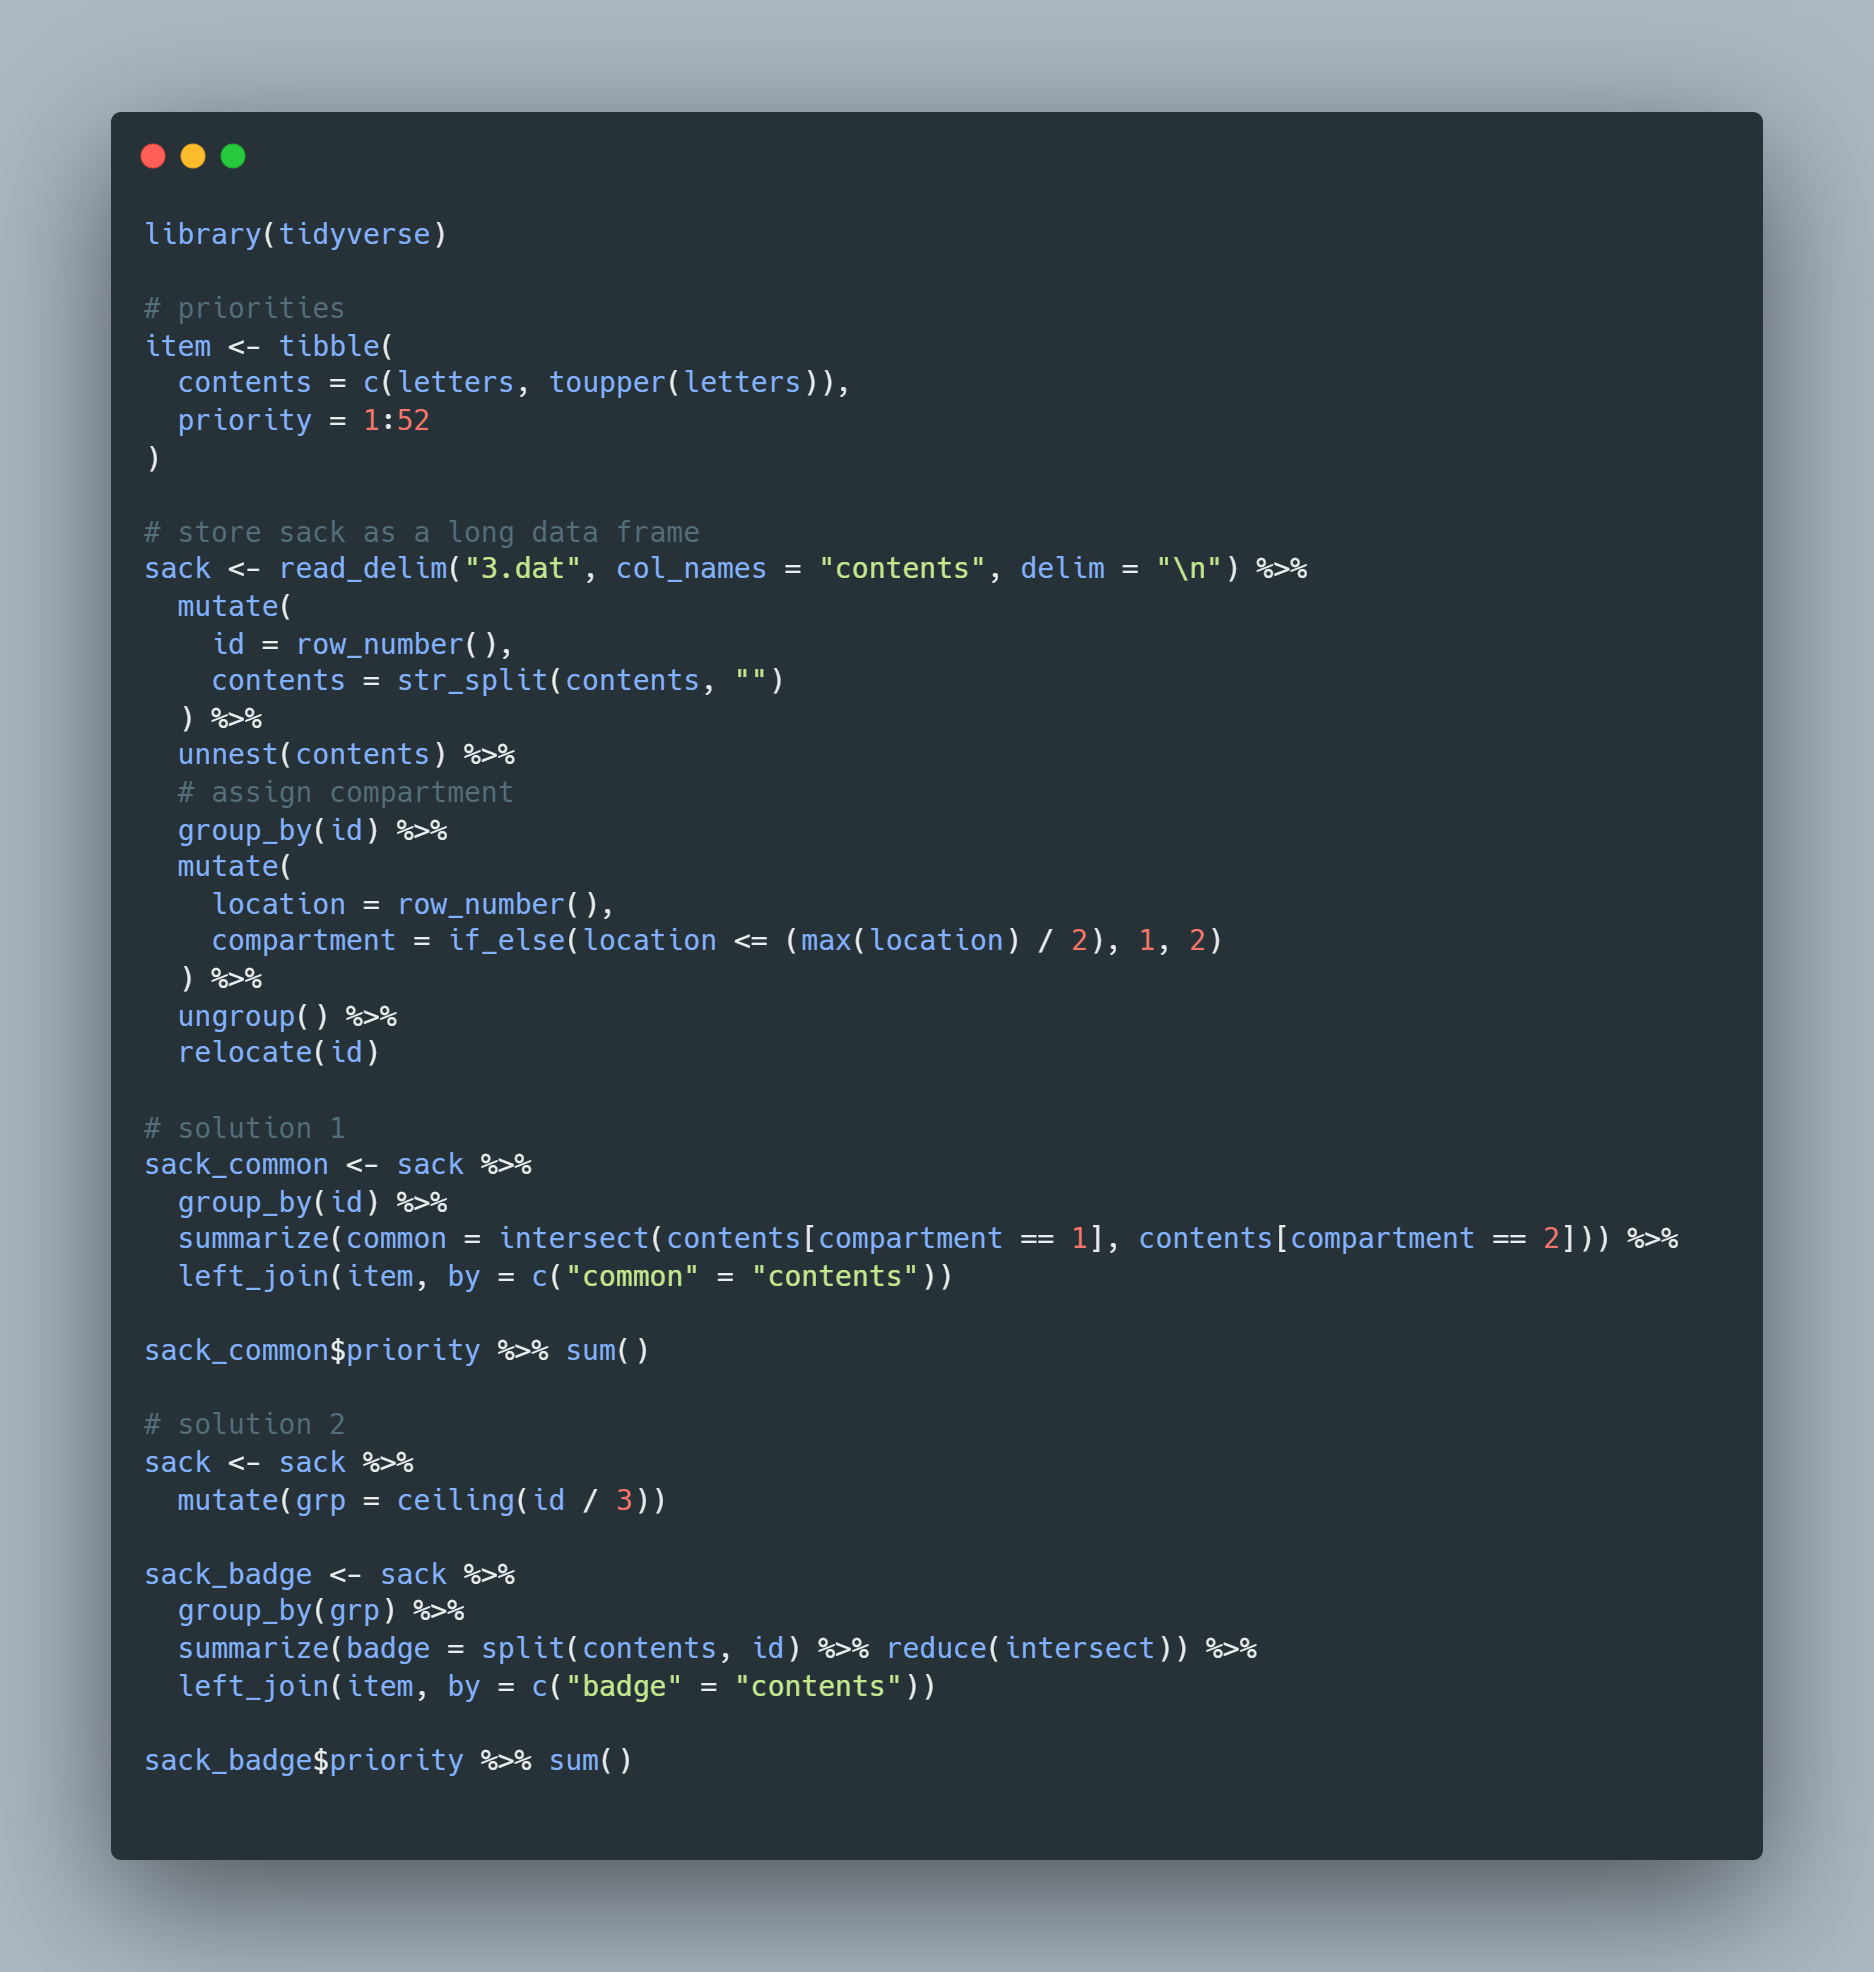 library(tidyverse)

# priorities
item <- tibble(
  contents = c(letters, toupper(letters)),
  priority = 1:52
)

# store sack as a long data frame
sack <- read_delim("3.dat", col_names = "contents", delim = "\n") %>%
  mutate(
    id = row_number(),
    contents = str_split(contents, "")
  ) %>%
  unnest(contents) %>%
  # assign compartment
  group_by(id) %>%
  mutate(
    location = row_number(),
    compartment = if_else(location <= (max(location) / 2), 1, 2)
  ) %>%
  ungroup() %>%
  relocate(id)

# solution 1
sack_common <- sack %>%
  group_by(id) %>%
  summarize(common = intersect(contents[compartment == 1], contents[compartment == 2])) %>%
  left_join(item, by = c("common" = "contents"))

sack_common$priority %>% sum()

# solution 2
sack <- sack %>%
  mutate(grp = ceiling(id / 3))

sack_badge <- sack %>%
  group_by(grp) %>%
  summarize(badge = split(contents, id) %>% reduce(intersect)) %>%
  left_join(item, by = c("badge" = "contents"))

sack_badge$priority %>% sum()